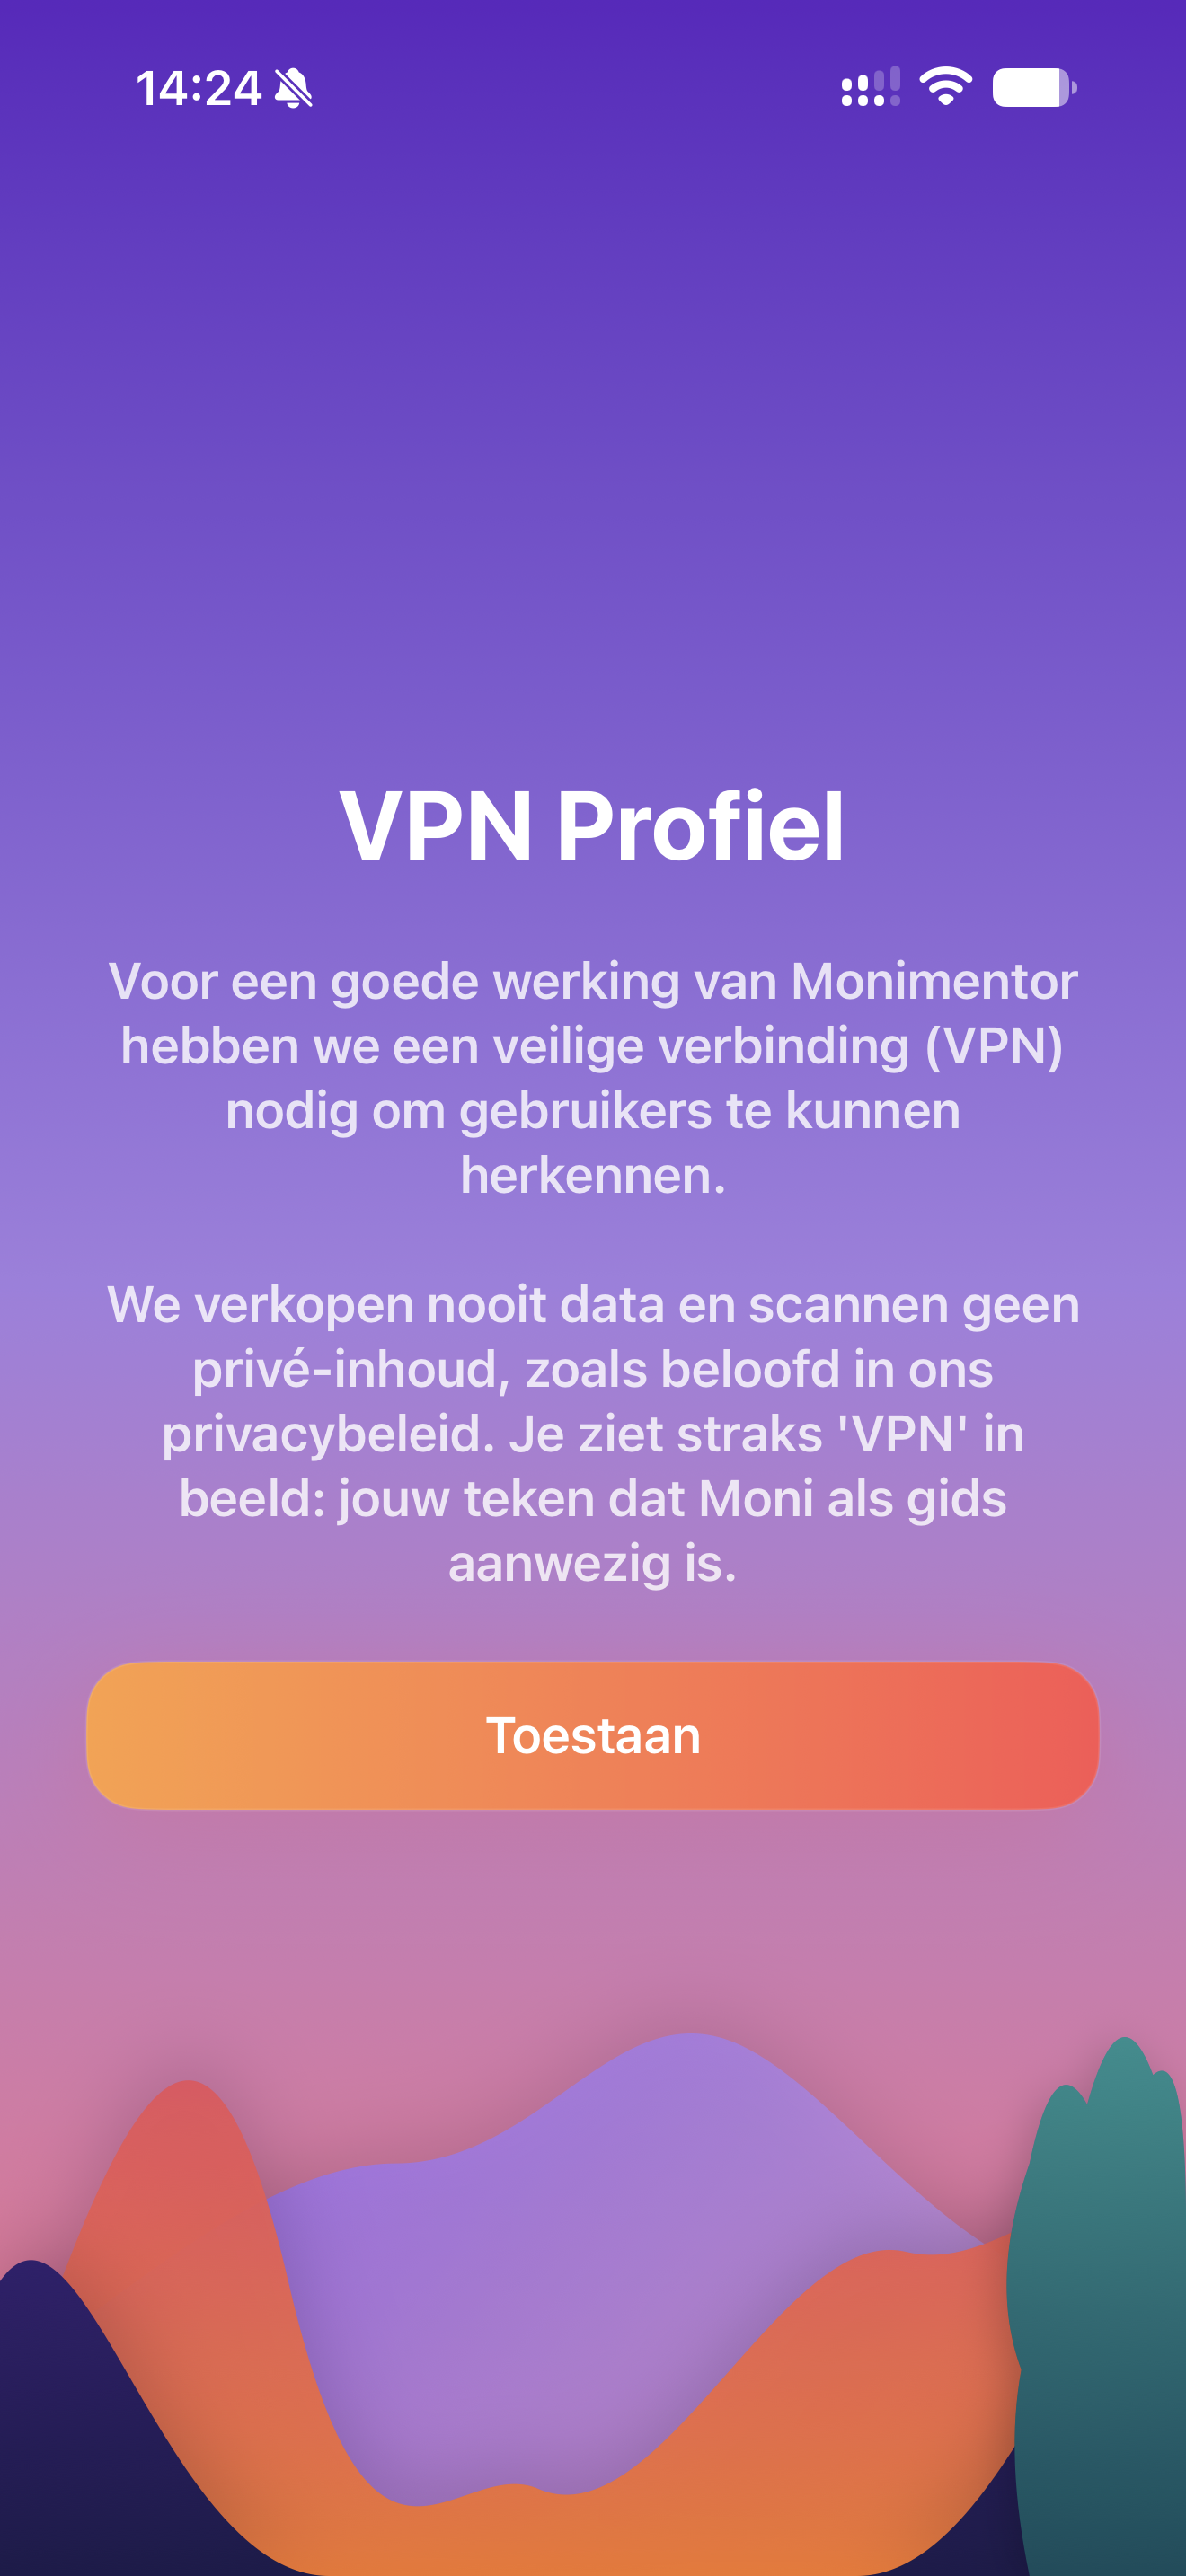 14:24
VPN Profiel
Voor een goede werking van Monimentor
hebben we een veilige verbinding (VPN)
nodig om gebruikers te kunnen
herkennen.
We verkopen nooit data en scannen geen
privé-inhoud, zoals beloofd in ons
privacybeleid. Je ziet straks 'VPN' in
beeld: jouw teken dat Moni als gids
aanwezig is.
Toestaan